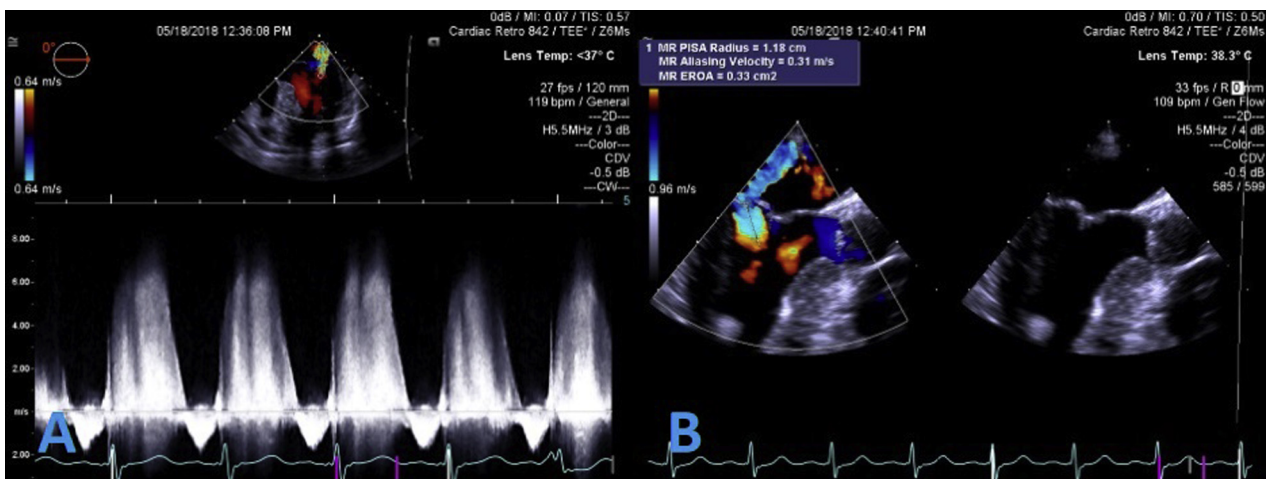 0dB / MI: 0.07 / TIS: 0.57
05/18/2018 12:36:08 PM
Cardiac Retro 842 / TEE* / Z6Ms
0°
Lens Temp: <37° C
0.64 m/s
27 fps / 120 mm
119 bpm / General
---2D---
H5.5MHz / 3 dB
---Color---
CDV
-0.5 dB
---CW---
0.64 m/s
5
8.00
6.00
4.00
2.00
m/s
2.00
A
0dB / MI: 0.70 / TIS: 0.50
05/18/2018 12:40:41 PM
Cardiac Retro 842 / TEE* / Z6Ms
1 MR PISA Radius = 1.18 cm
MR Aliasing Velocity = 0.31 m/s
MR EROA = 0.33 cm2
Lens Temp: 38.3° C
33 fps / R 0 mm
109 bpm / Gen Flow
---2D---
H5.5MHz / 4 dB
---Color---
CDV
-0.5 dB
585 / 599
0.96 m/s
B